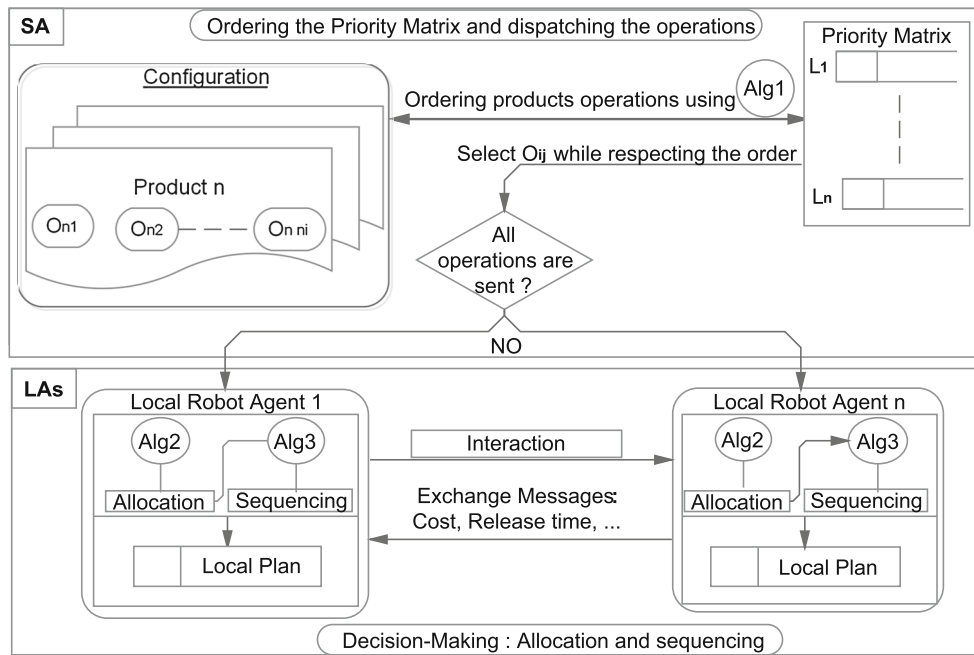 SA
Ordering the Priority Matrix and dispatching the operations
Configuration
Product n
On1
On2
On ni
Ordering products operations using
Alg1
Priority Matrix
L1
Ln
Select Oij while respecting the order
All
operations are
sent ?
NO
LAs
Local Robot Agent 1
Alg2
Alg3
Allocation
Sequencing
Local Plan
Interaction
Exchange Messages:
Cost, Release time, ...
Local Robot Agent n
Alg2
Alg3
Allocation
Sequencing
Local Plan
Decision-Making : Allocation and sequencing